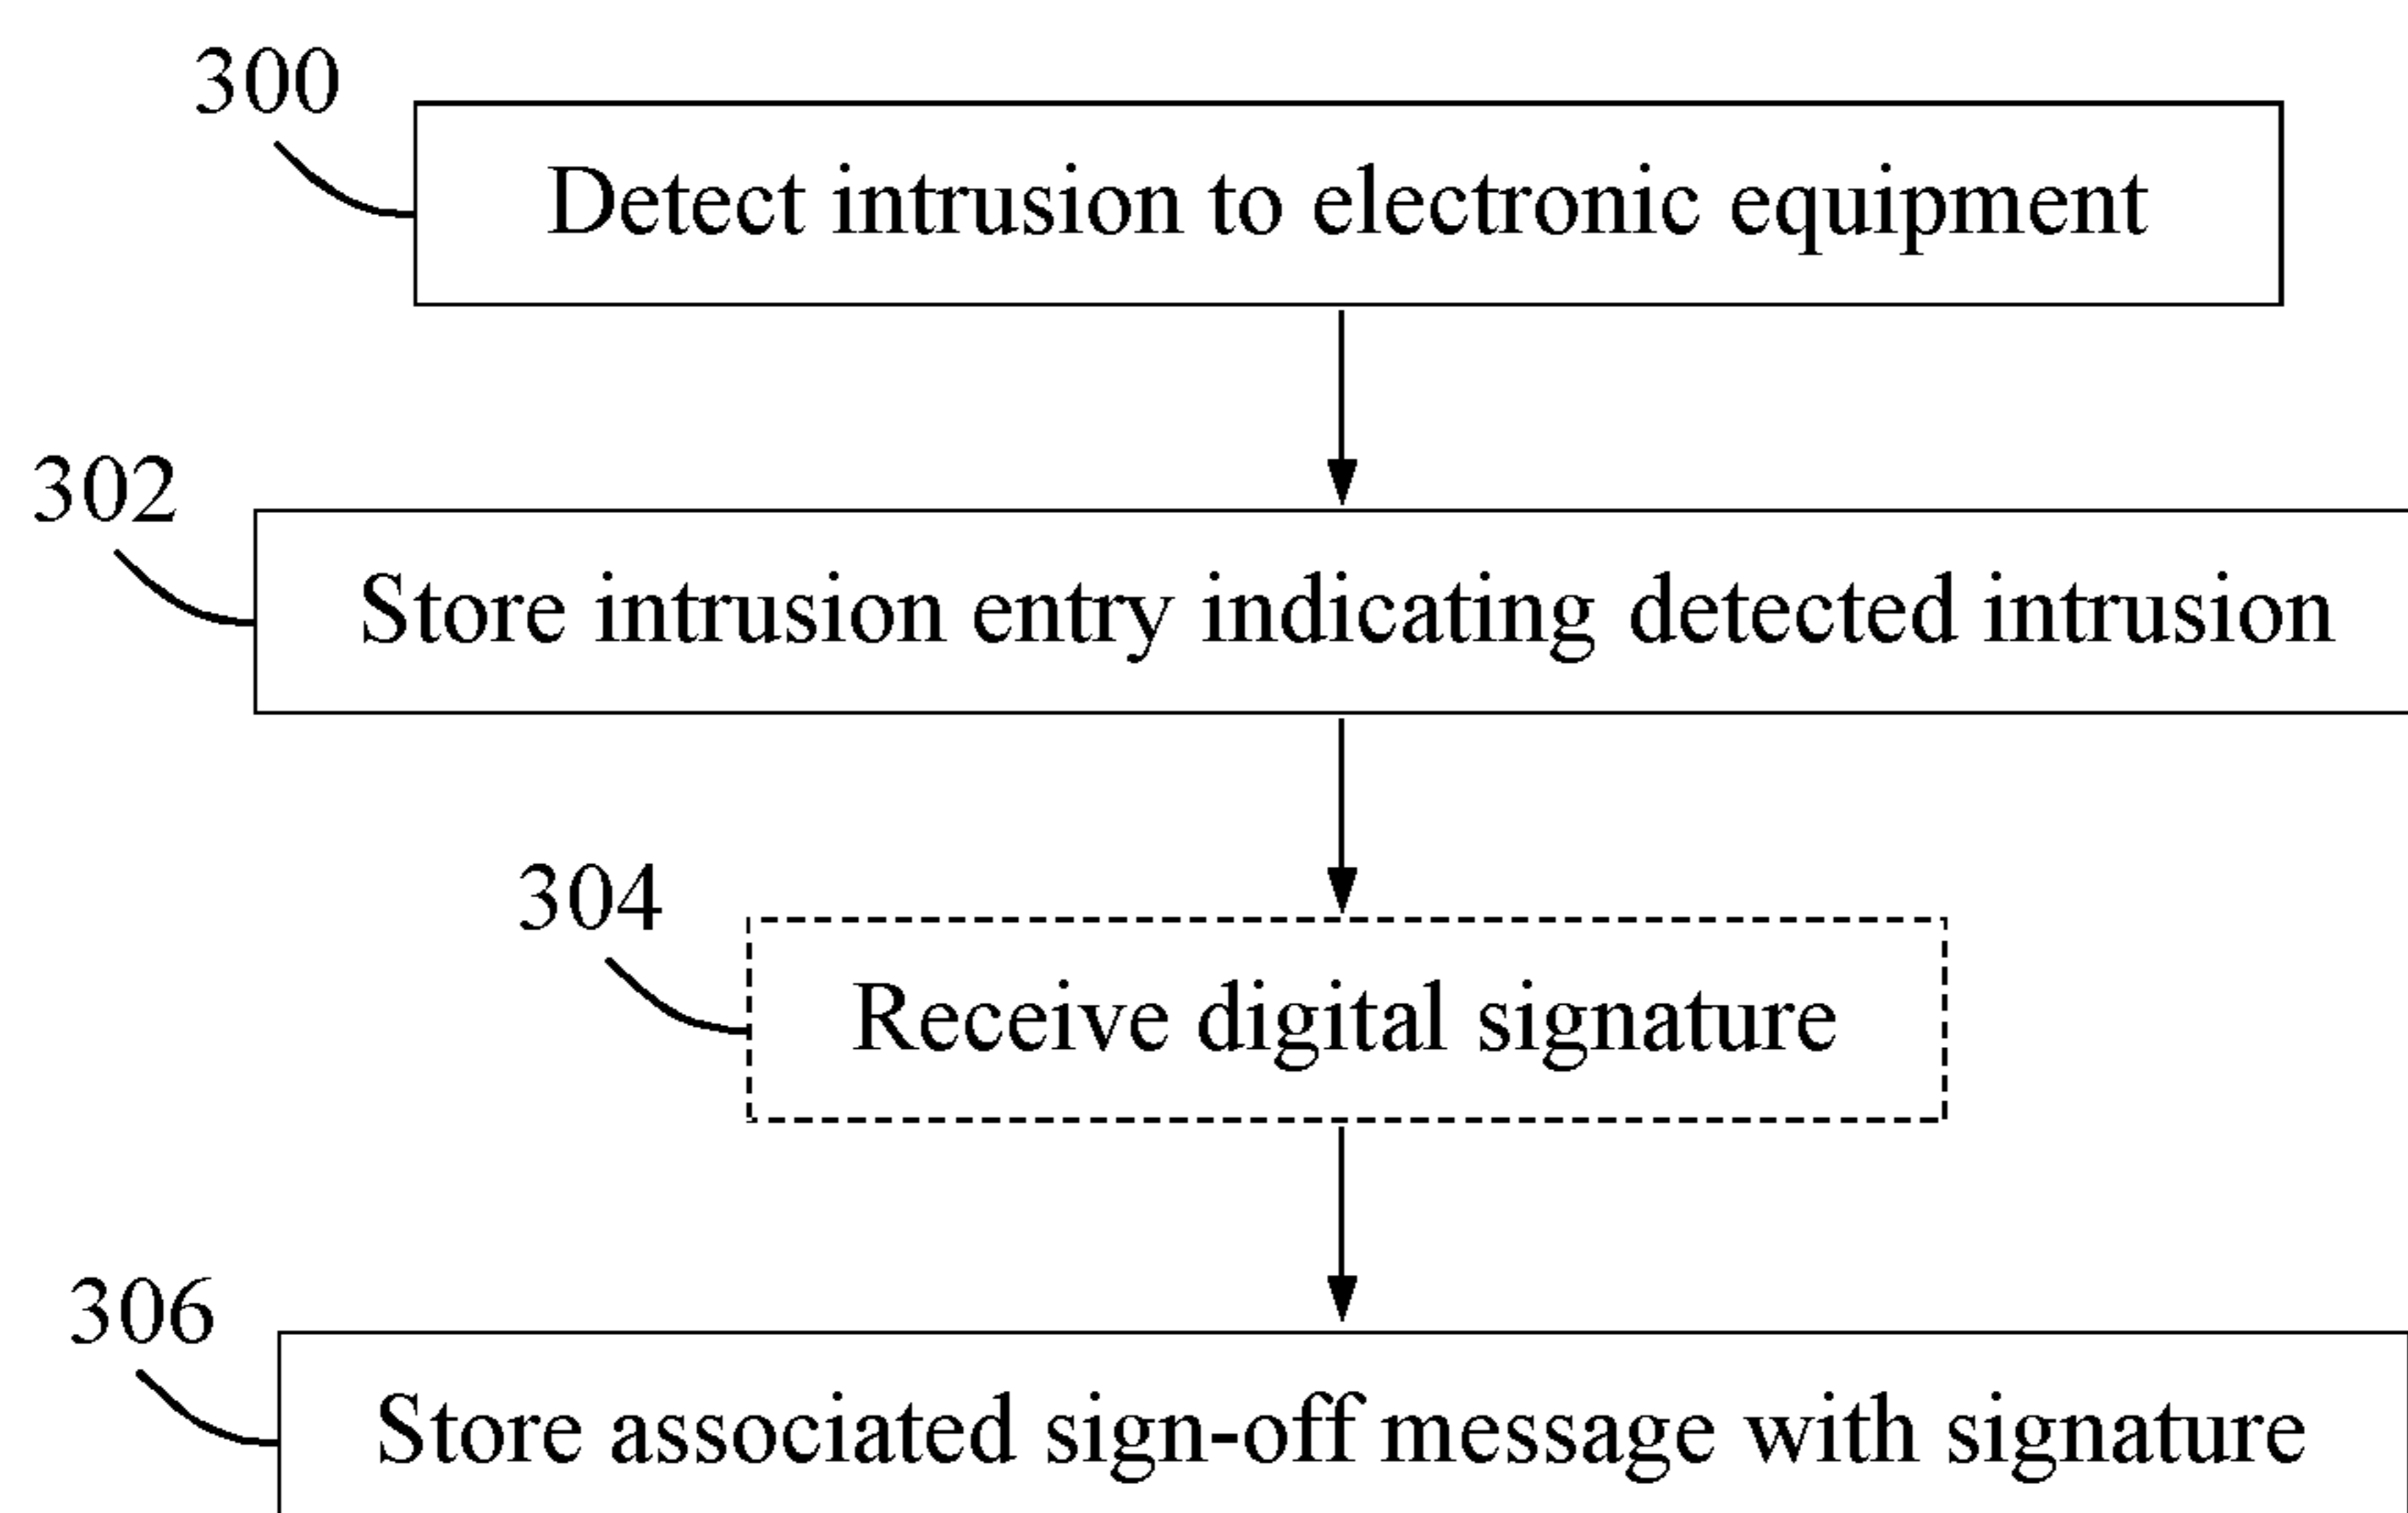 300
Detect intrusion to electronic equipment
302
Store intrusion entry indicating detected intrusion
304
Receive digital signature
306
Store associated sign-off message with signature